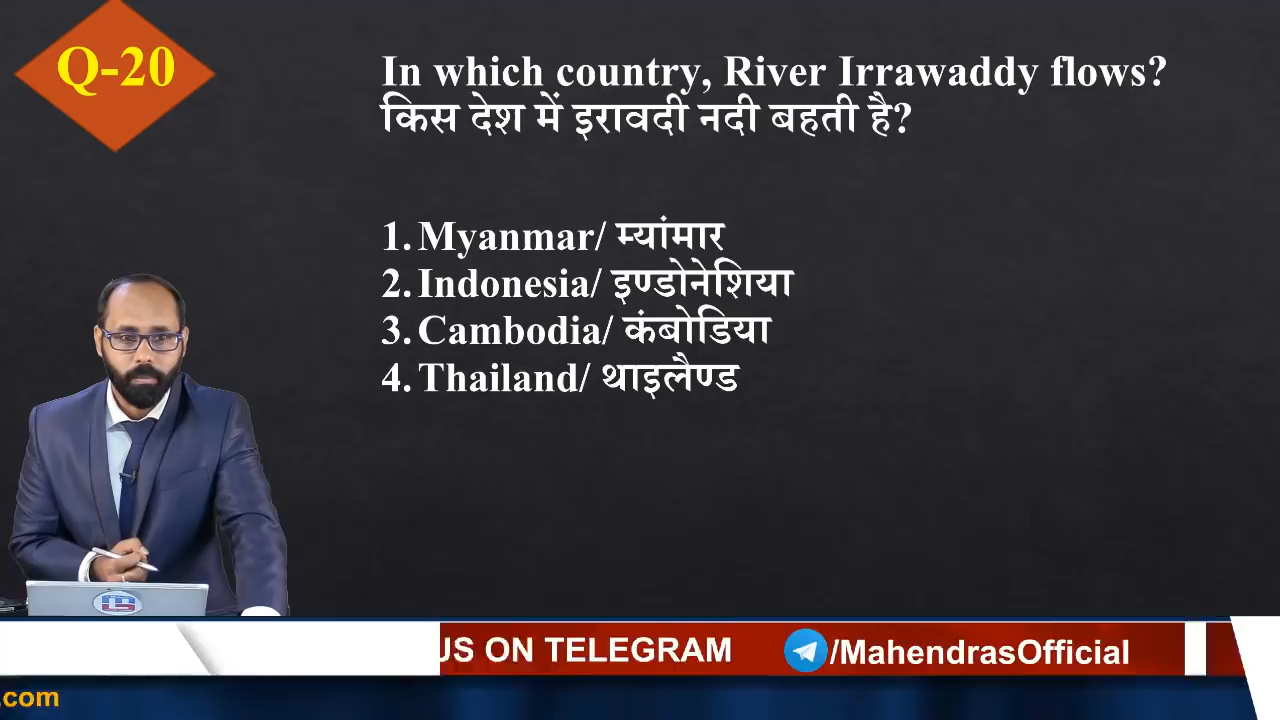 Q-20
In which country, River Irrawaddy flows?
किस देश में इरावदी नदी बहती है?
1. Myanmar/ म्यांमार
2. Indonesia/ इण्डोनेशिया
3. Cambodia/ कंबोडिया
4. Thailand/ थाइलैण्ड
US ON TELEGRAM /MahendrasOfficial
.com